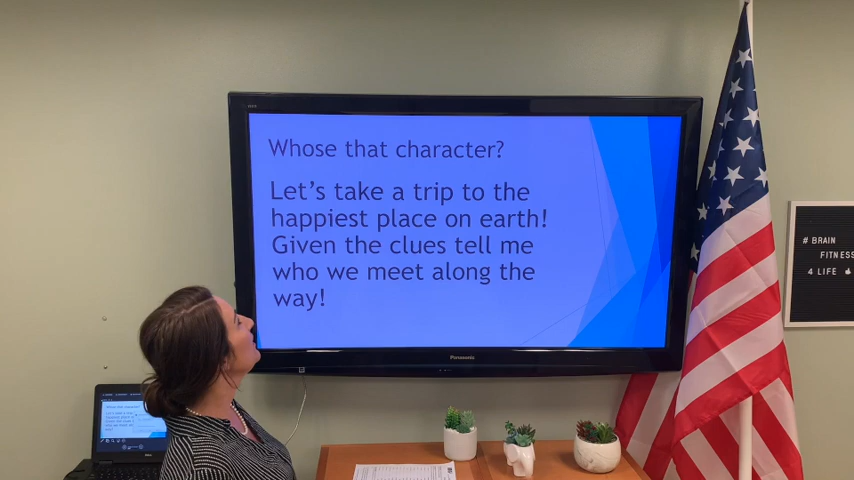 Whose that character?
Let's take a trip to the
happiest place on earth!
Given the clues tell me
who we meet along the
way!
Panasonic
# BRAIN
FITNESS
4 LIFE